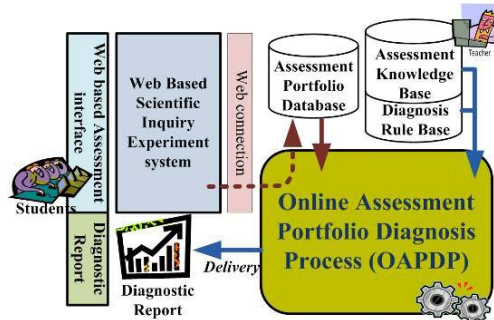 Web based Assessment
interface
Web Based
Scientific
Inquiry
Experiment
system
Web connection
Assessment
Portfolio
Database
Teacher
Assessment
Knowledge
Base
Diagnosis
Rule Base
Students
Diagnostic
Report
Diagnostic
Report
Delivery
Online Assessment
Portfolio Diagnosis
Process (OAPDP)